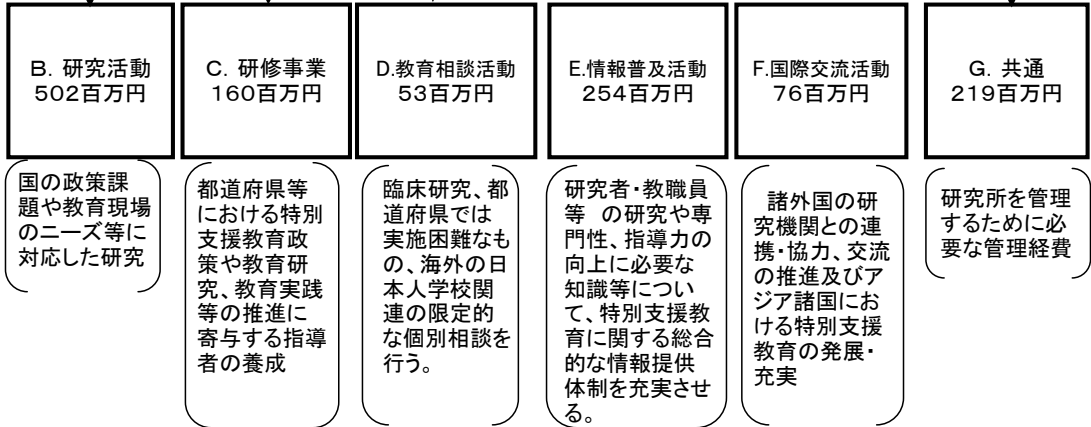 B. 研究活動
502百万円
C. 研修事業
160百万円
D.教育相談活動
53百万円
E.情報普及活動
254百万円
F.国際交流活動
76百万円
G. 共通
219百万円
国の政策課
題や教育現場
のニーズ等に
対応した研究
都道府県等
における特別
支援教育政
策や教育研
究、教育実践
等の推進に
寄与する指導
者の養成
臨床研究、都
道府県では
実施困難なも
の、海外の日
本人学校関
連の限定的
な個別相談を
行う。
研究者・教職員
等 の研究や専
門性、指導力の
向上に必要な
知識等につい
て、特別支援教
育に関する総合
的な情報提供
体制を充実させ
る。
諸外国の研
究機関との連
携・協力、交流
の推進及びア
ジア諸国にお
ける特別支援
教育の発展・
充実
研究所を管理
するために必
要な管理経費